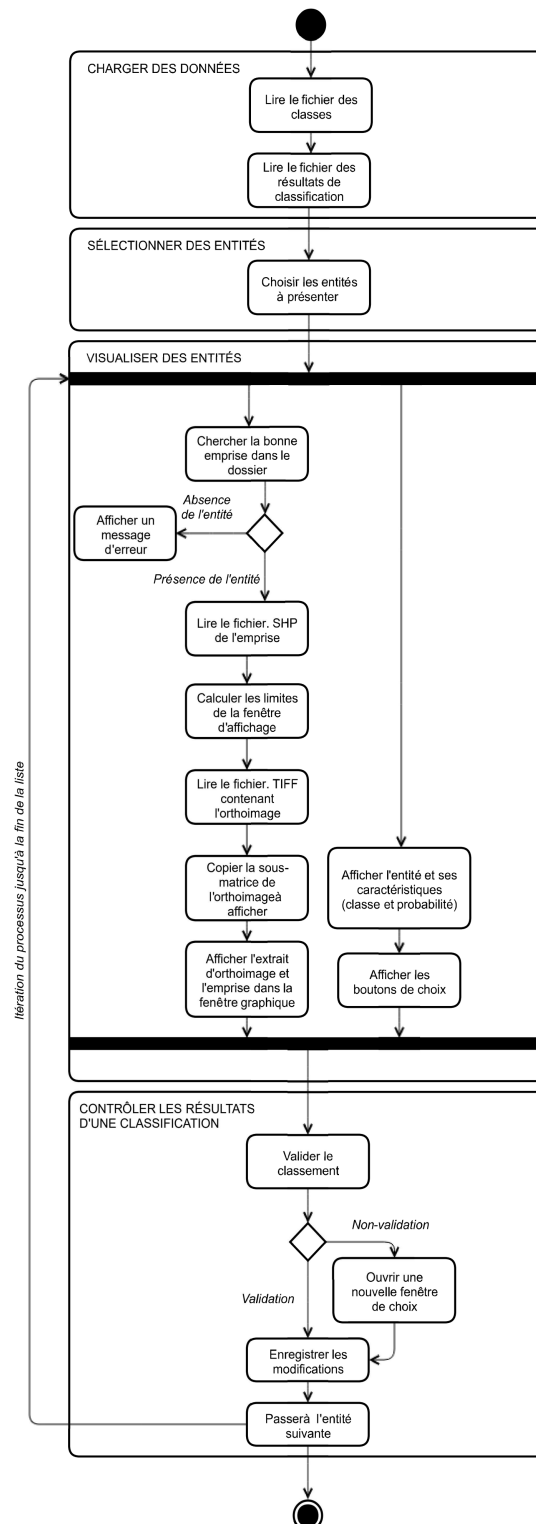 CHARGER DES DONNÉES
Lire le fichier des
classes
Lire le fichier des
résultats de
classification
SÉLECTIONNER DES ENTITÉS
Choisir les entités
à présenter
VISUALISER DES ENTITÉS
Chercher la bonne
emprise dans le
dossier
Absence
de l'entité
Afficher un
message
d'erreur
Présence de l'entité
Lire le fichier. SHP
de l'emprise
Calculer les limites
de la fenêtre
d'affichage
Lire le fichier. TIFF
contenant
l'orthoimage
Copier la sous-
matrice de
l'orthoimageà
afficher
Afficher l'extrait
d'orthoimage et
l'emprise dans la
fenêtre graphique
Afficher l'entité et ses
caractéristiques
(classe et probabilité)
Afficher les
boutons de choix
Itération du processus jusqu'à la fin de la liste
CONTRÔLER LES RÉSULTATS
D'UNE CLASSIFICATION
Valider le
classement
Non-validation
Ouvrir une
nouvelle fenêtre
de choix
Validation
Enregistrer les
modifications
Passerà l'entité
suivante